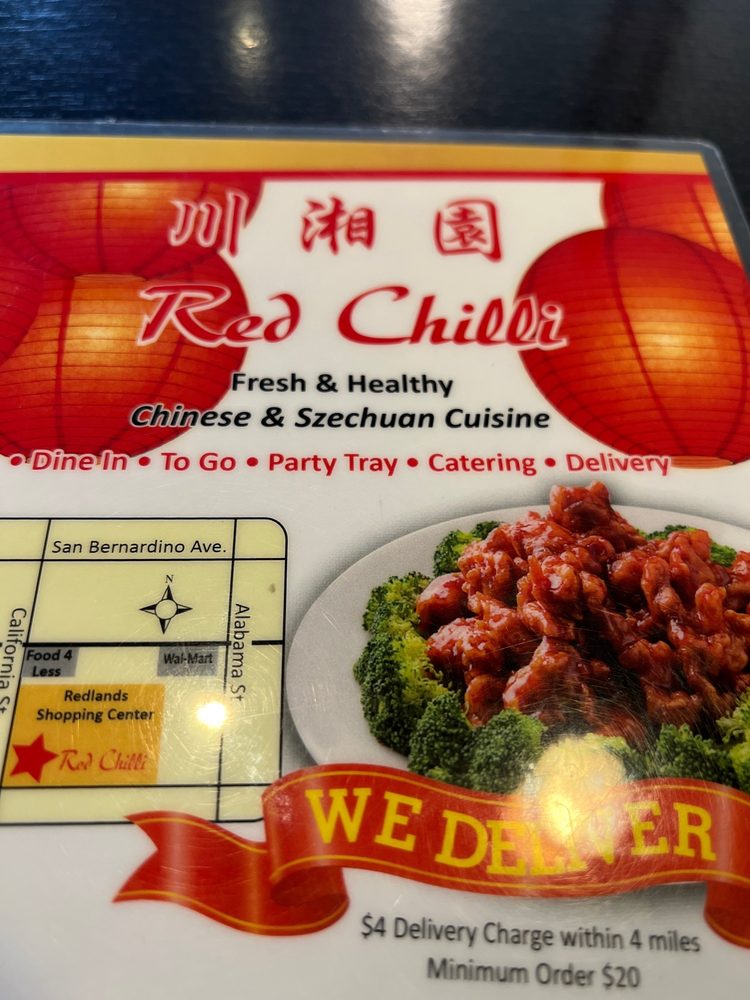 川 湘 園
Red Chilli
Fresh & Healthy
Chinese & Szechuan Cuisine
• Dine In • To Go • Party Tray • Catering • Delivery
San Bernardino Ave.
N
California St
Alabama St
Food 4
Less
Wal-Mart
Redlands
Shopping Center
Red Chilli
WE DELIVER
$4 Delivery Charge within 4 miles
Minimum Order $20